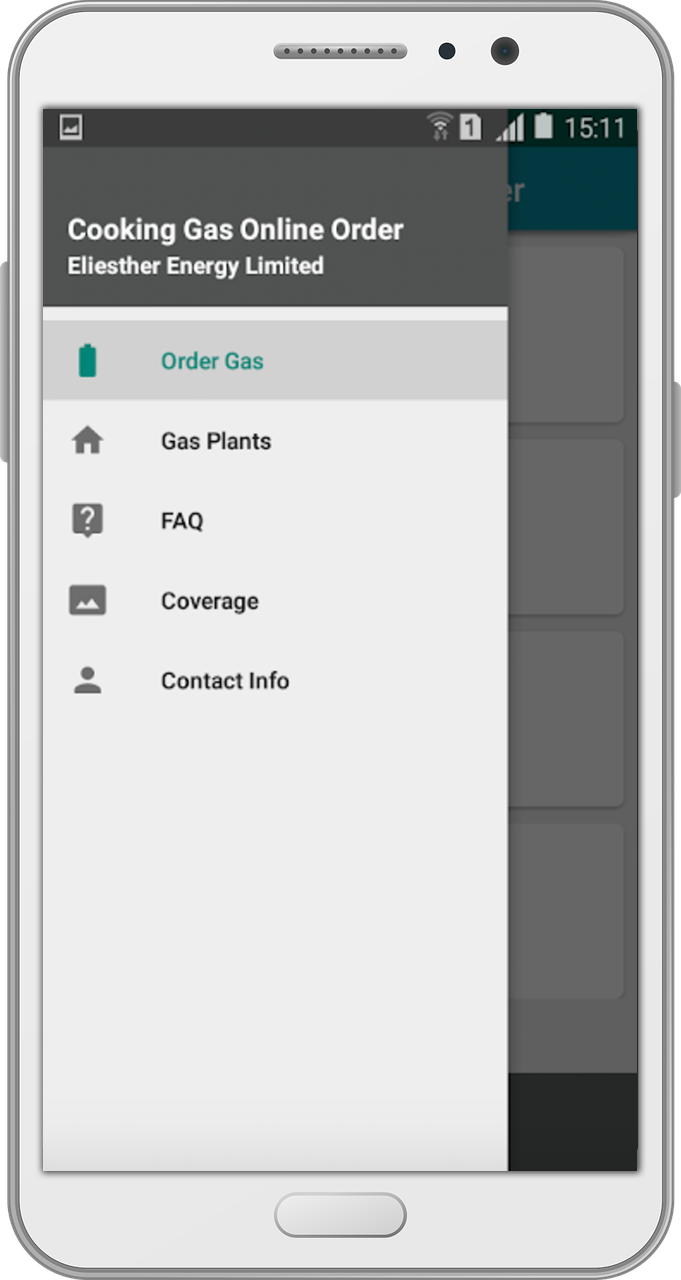 1 15:11
er
Cooking Gas Online Order
Eliesther Energy Limited
Order Gas
Gas Plants
FAQ
Coverage
Contact Info